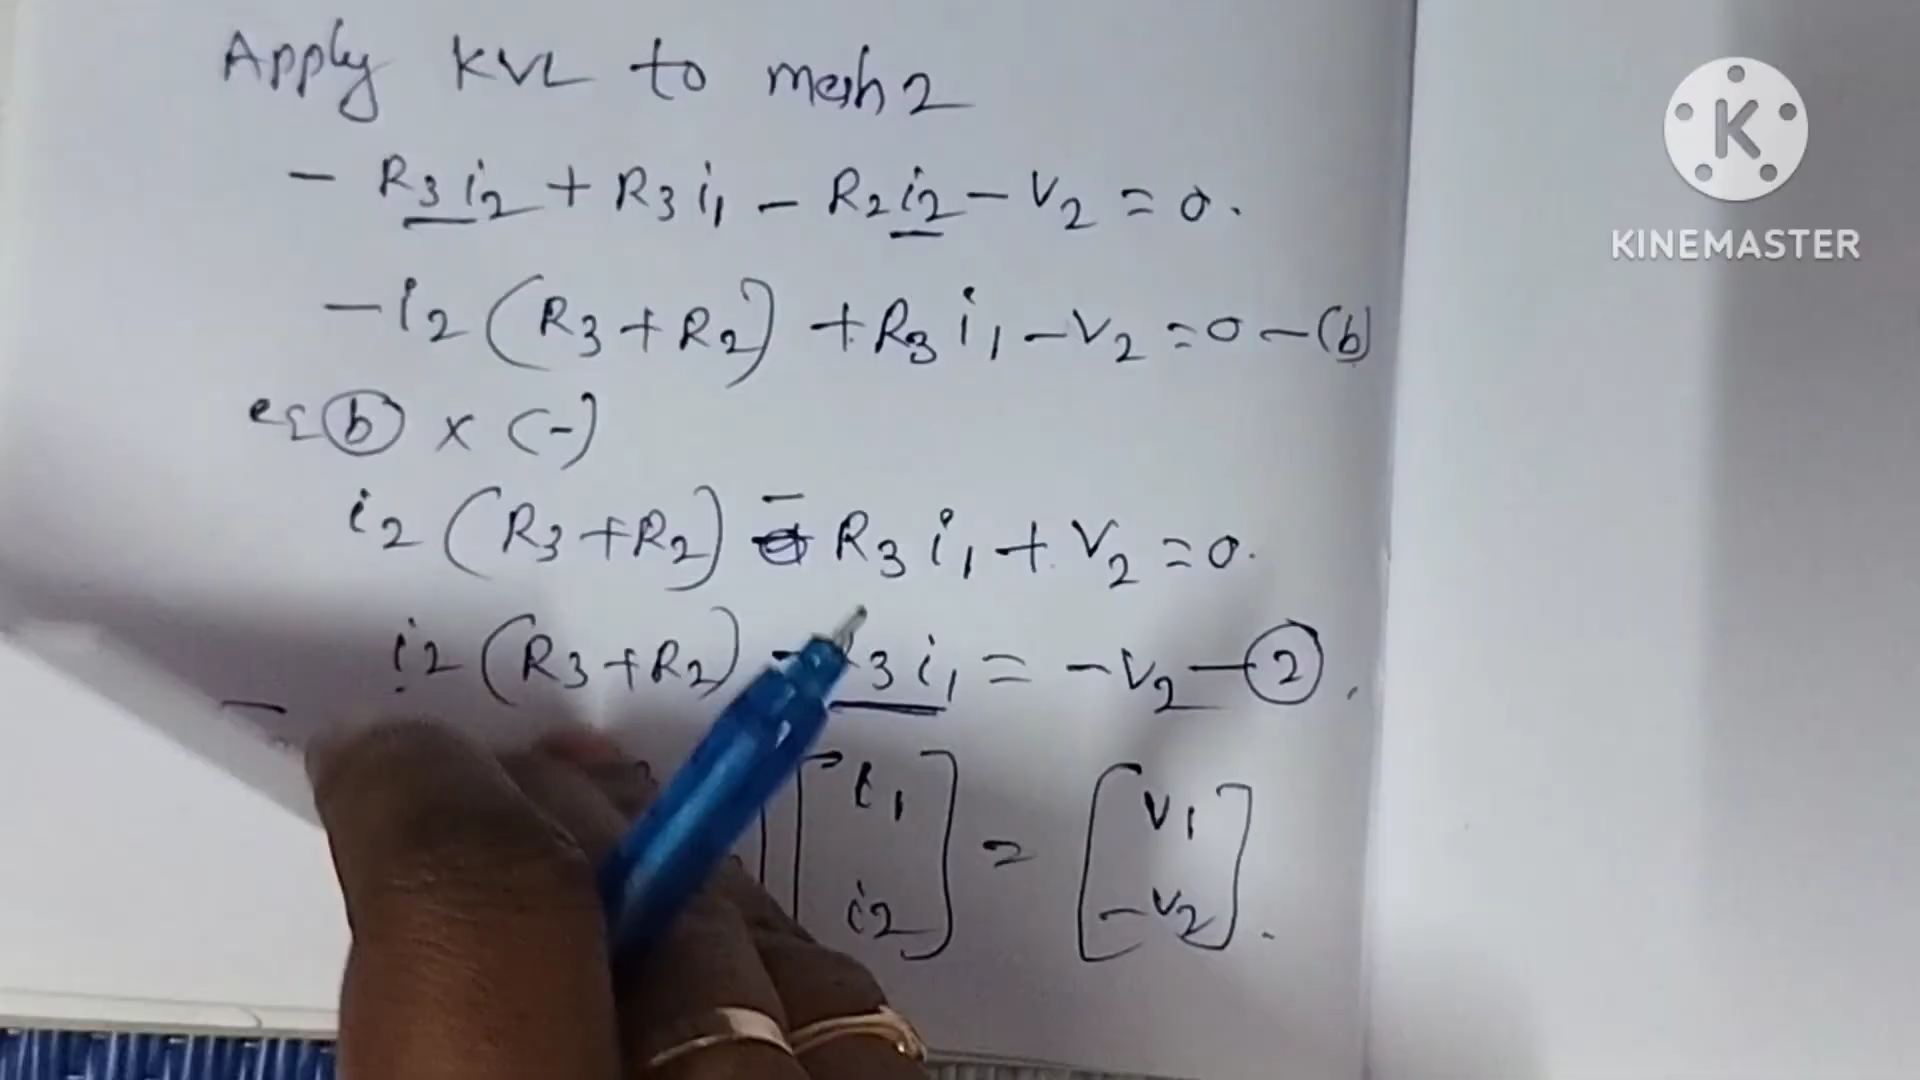 Apply KVL to mesh 2
- R3 i2 + R3 i1 - R2 i2 - V2 = 0.
- i2 (R3 + R2) + R3 i1 - V2 = 0 - (b)
eq (b) x (-)
i2 (R3 + R2) - R3 i1 + V2 = 0.
i2 (R3 + R2) - 3 i1 = - V2 - (2)
[i1 i2] = [V1 -V2].
K
KINEMASTER